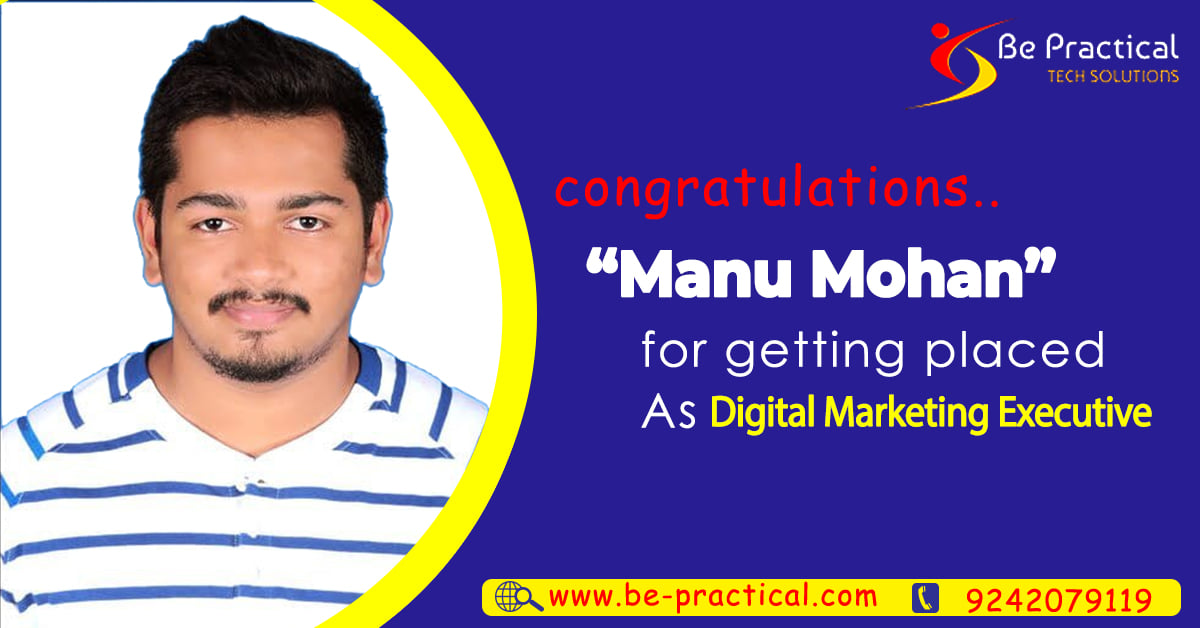 Be Practical
TECH SOLUTIONS
congratulations..
“Manu Mohan”
for getting placed
As Digital Marketing Executive
www.be-practical.com 9242079119